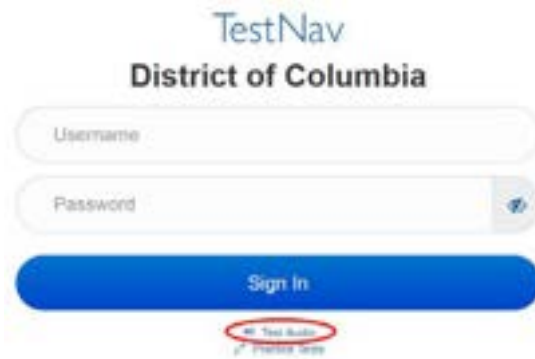 TestNav
District of Columbia
Username
Password
Sign In
Test Audio
Practice Tests